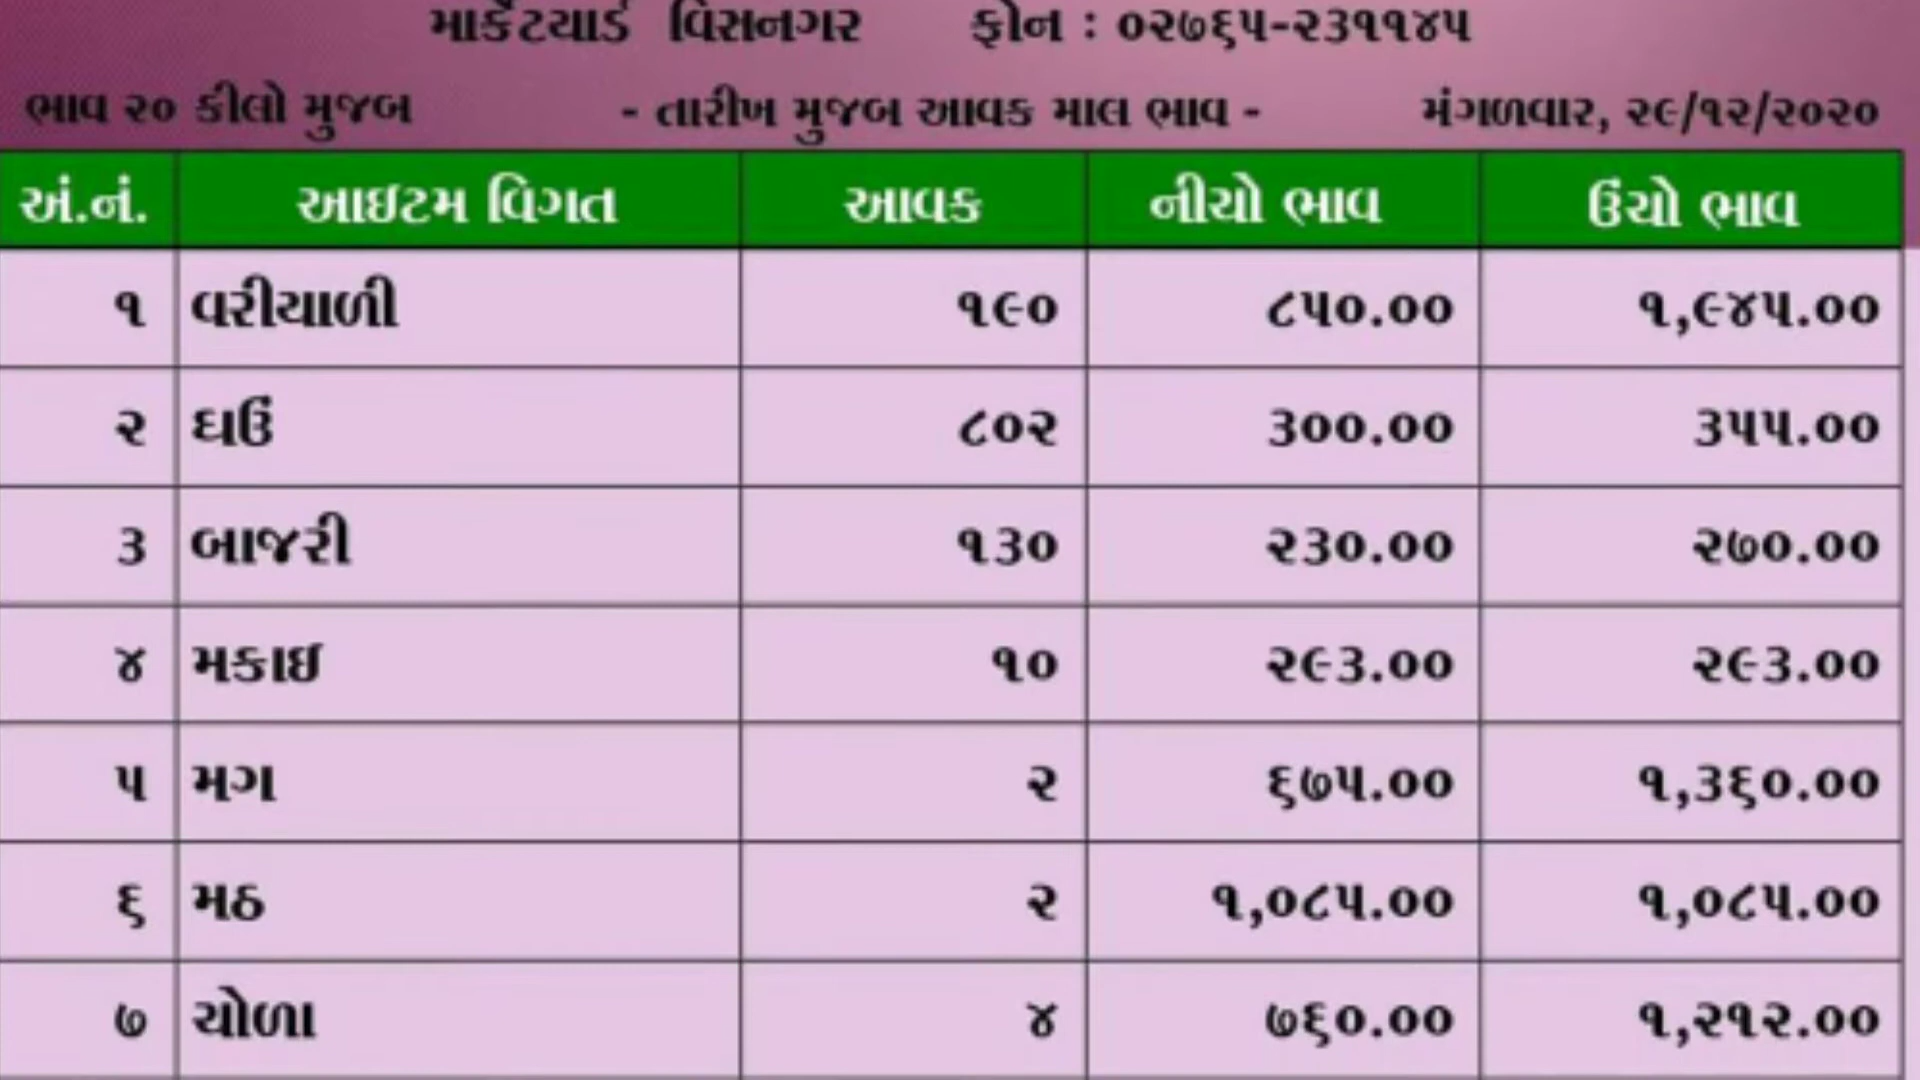 માર્કેટયાર્ડ વિસનગર ફોન : ૦૨૭૬૫-૨૩૧૧૪૫
ભાવ ૨૦ કીલો મુજબ - તારીખ મુજબ આવક માલ ભાવ - મંગળવાર, ૨૯/૧૨/૨૦૨૦
અં.નં. આઇટમ વિગત આવક નીચો ભાવ ઉંચો ભાવ
૧ વરીયાળી ૧૯૦ ૮૫૦.૦૦ ૧,૯૪૫.૦૦
૨ ઘઉં ૮૦૨ ૩૦૦.૦૦ ૩૫૫.૦૦
૩ બાજરી ૧૩૦ ૨૩૦.૦૦ ૨૭૦.૦૦
૪ મકાઇ ૧૦ ૨૯૩.૦૦ ૨૯૩.૦૦
૫ મગ ૨ ૬૭૫.૦૦ ૧,૩૬૦.૦૦
૬ મઠ ૨ ૧,૦૮૫.૦૦ ૧,૦૮૫.૦૦
૭ ચોળા ૪ ૭૬૦.૦૦ ૧,૨૧૨.૦૦